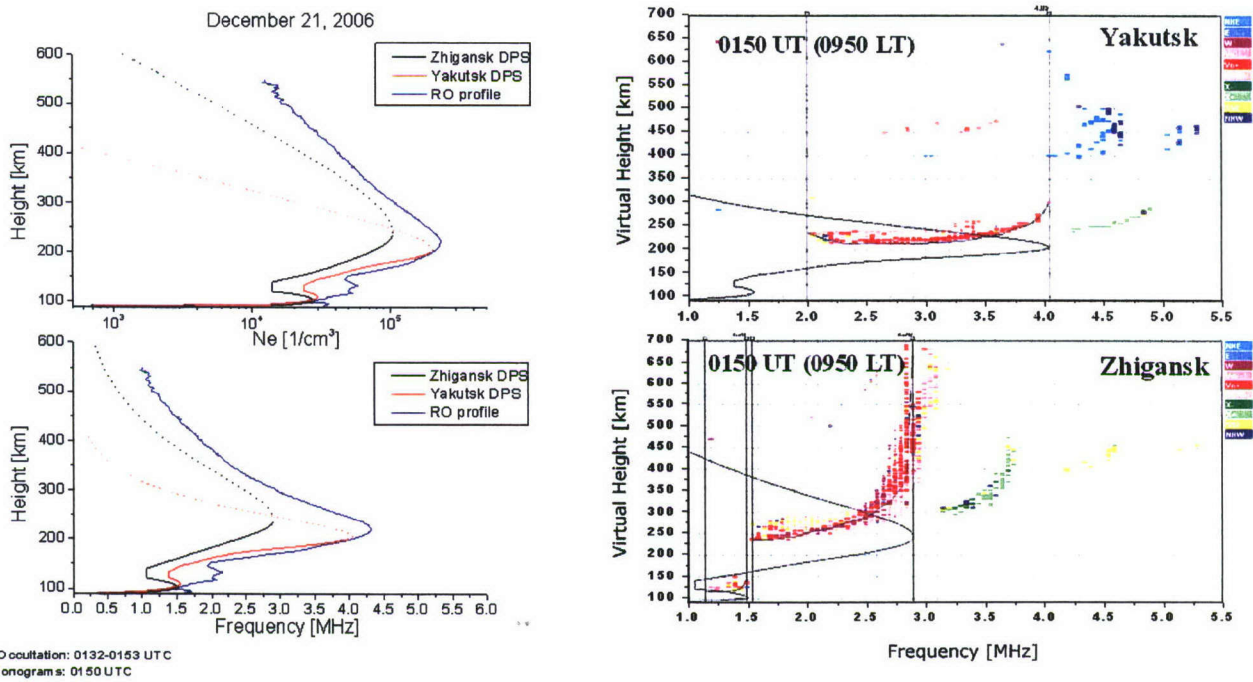 December 21, 2006
600
500
400
300
200
100
Height [km]
Zhigansk DPS
Yakutsk DPS
RO profile
10³ 10⁴ 10⁵
Ne [1/cm³]
600
500
400
300
200
100
Height [km]
Zhigansk DPS
Yakutsk DPS
RO profile
0.0 0.5 1.0 1.5 2.0 2.5 3.0 3.5 4.0 4.5 5.0 5.5 6.0
Frequency [MHz]
Occultation: 0132-0153 UTC
onograms: 0150 UTC
700
650
600
550
500
450
400
350
300
250
200
150
100
Virtual Height [km]
0150 UT (0950 LT)
Yakutsk
NNE
E
W
Vo-
X
NNW
1.0 1.5 2.0 2.5 3.0 3.5 4.0 4.5 5.0 5.5
700
650
600
550
500
450
400
350
300
250
200
150
100
Virtual Height [km]
0150 UT (0950 LT)
Zhigansk
NNE
E
W
Vo-
X
NNW
1.0 1.5 2.0 2.5 3.0 3.5 4.0 4.5 5.0 5.5
Frequency [MHz]